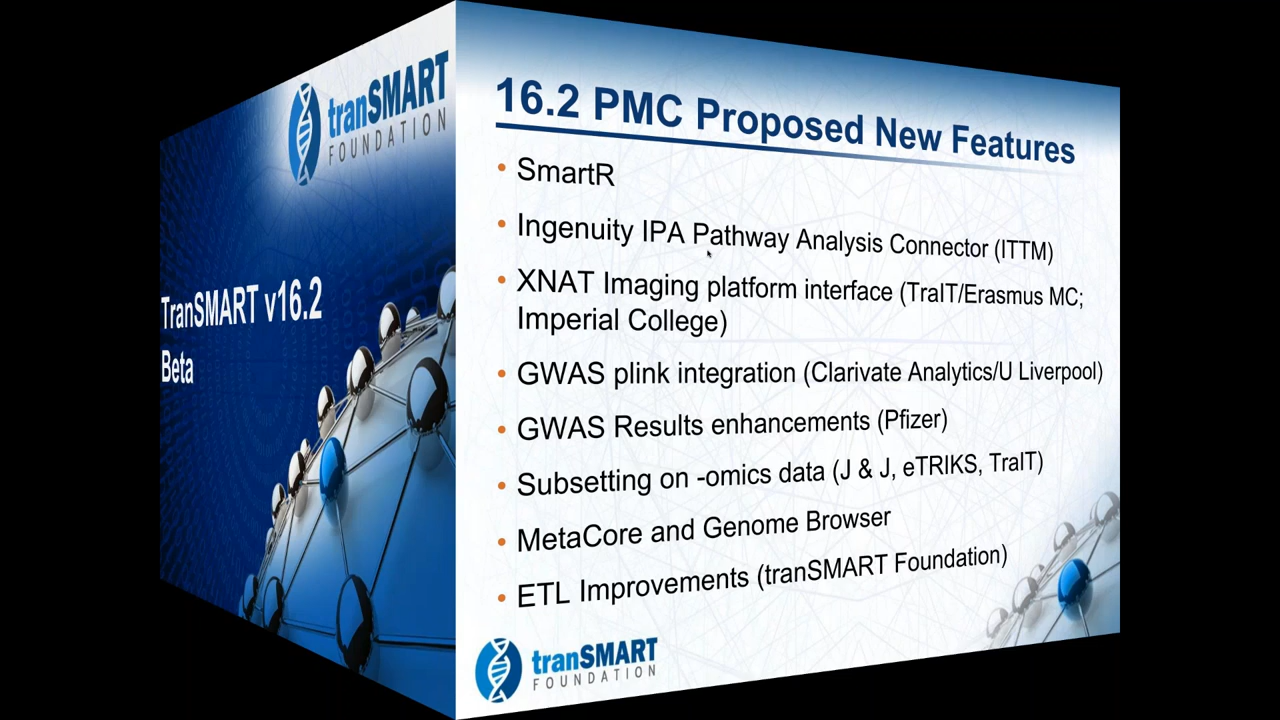 tranSMART
FOUNDATION
TranSMART v16.2
Beta
16.2 PMC Proposed New Features
• SmartR
• Ingenuity IPA Pathway Analysis Connector (ITTM)
• XNAT Imaging platform interface (TraIT/Erasmus MC;
Imperial College)
• GWAS plink integration (Clarivate Analytics/U Liverpool)
• GWAS Results enhancements (Pfizer)
• Subsetting on -omics data (J & J, eTRIKS, TraIT)
• MetaCore and Genome Browser
• ETL Improvements (tranSMART Foundation)
tranSMART
FOUNDATION